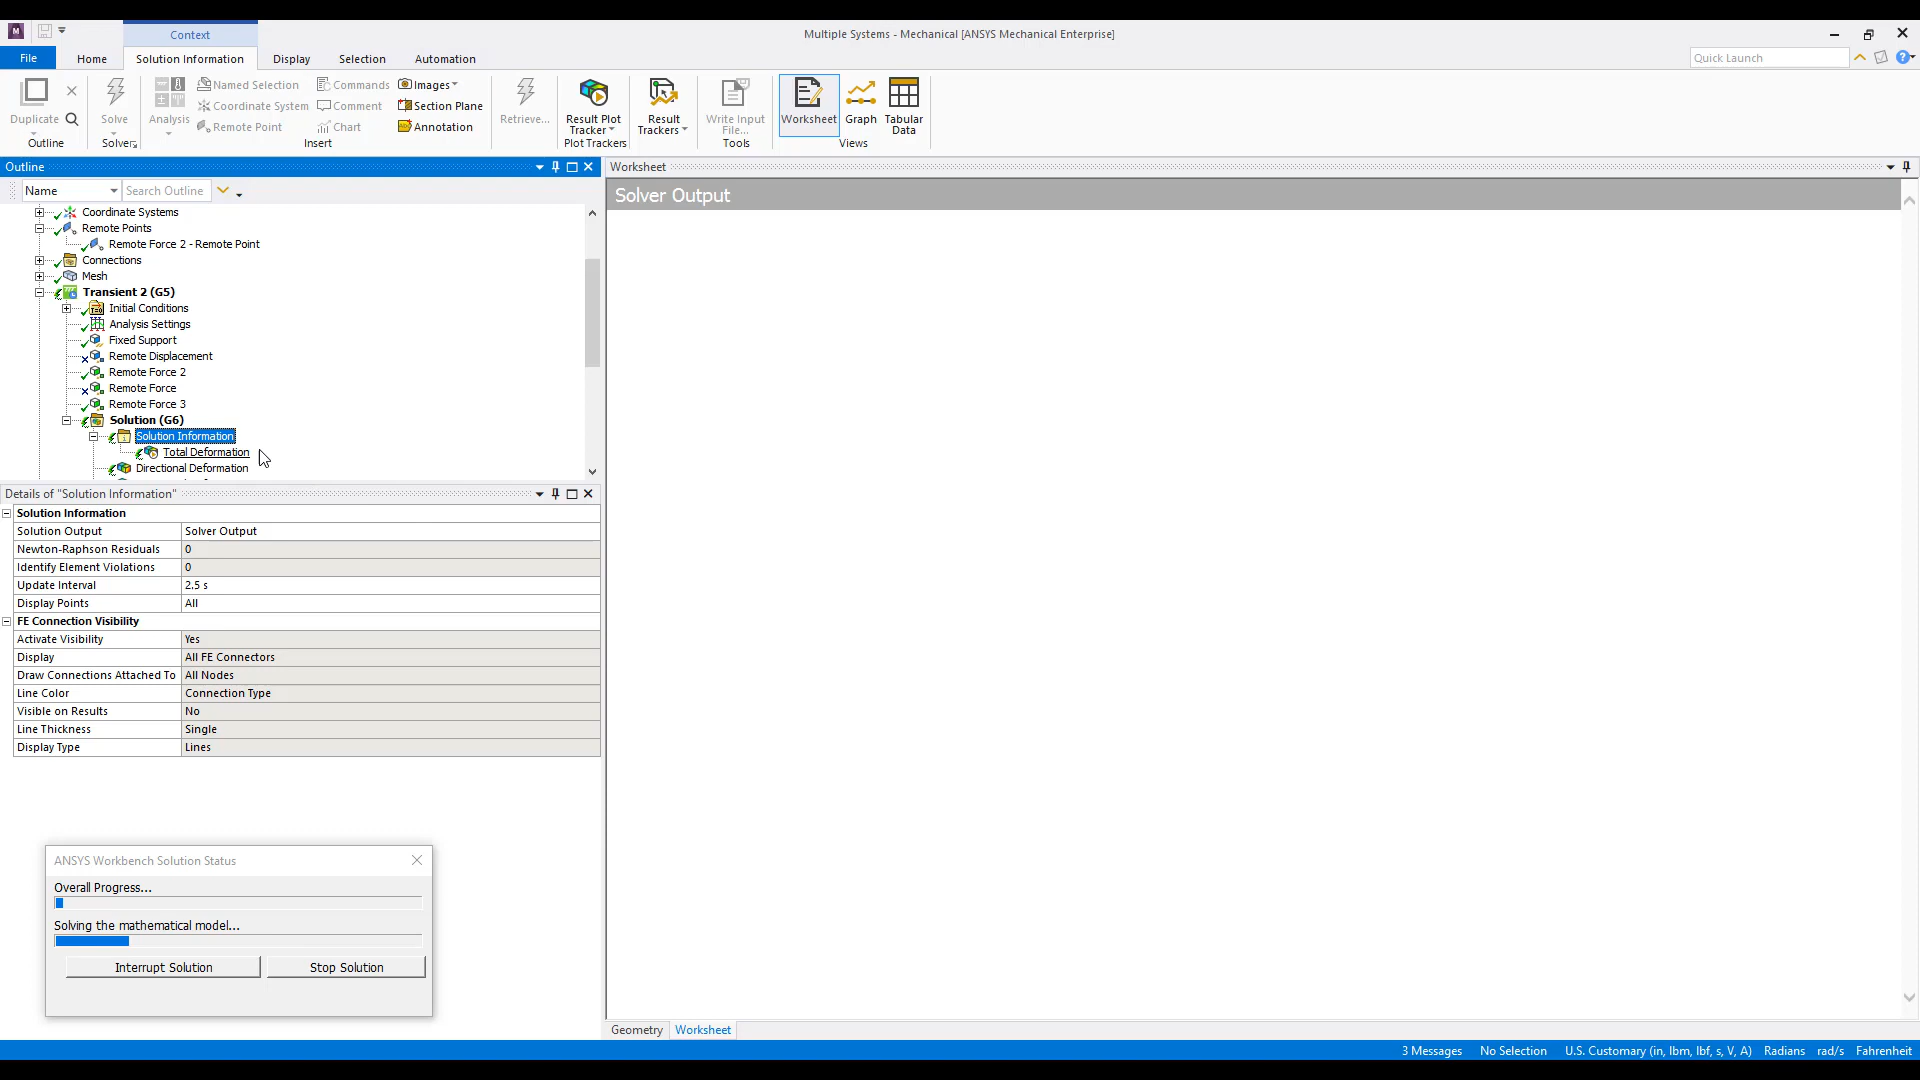 Context
Multiple Systems - Mechanical [ANSYS Mechanical Enterprise]
File Home Solution Information Display Selection Automation
Quick Launch
Duplicate
Outline
Solve
Solver
Analysis
Named Selection
Coordinate System
Remote Point
Commands
Comment
Chart
Images
Section Plane
Annotation
Insert
Retrieve...
Result Plot Tracker
Plot Trackers
Result Trackers
Write Input File...
Tools
Worksheet
Graph
Tabular Data
Views
Outline
Name Search Outline
Coordinate Systems
Remote Points
Remote Force 2 - Remote Point
Connections
Mesh
Transient 2 (G5)
Initial Conditions
Analysis Settings
Fixed Support
Remote Displacement
Remote Force 2
Remote Force
Remote Force 3
Solution (G6)
Solution Information
Total Deformation
Directional Deformation
Details of "Solution Information"
Solution Information
Solution Output Solver Output
Newton-Raphson Residuals 0
Identify Element Violations 0
Update Interval 2.5 s
Display Points All
FE Connection Visibility
Activate Visibility Yes
Display All FE Connectors
Draw Connections Attached To All Nodes
Line Color Connection Type
Visible on Results No
Line Thickness Single
Display Type Lines
ANSYS Workbench Solution Status
Overall Progress...
Solving the mathematical model...
Interrupt Solution Stop Solution
Worksheet
Solver Output
Geometry Worksheet
3 Messages No Selection U.S. Customary (in, lbm, lbf, s, V, A) Radians rad/s Fahrenheit